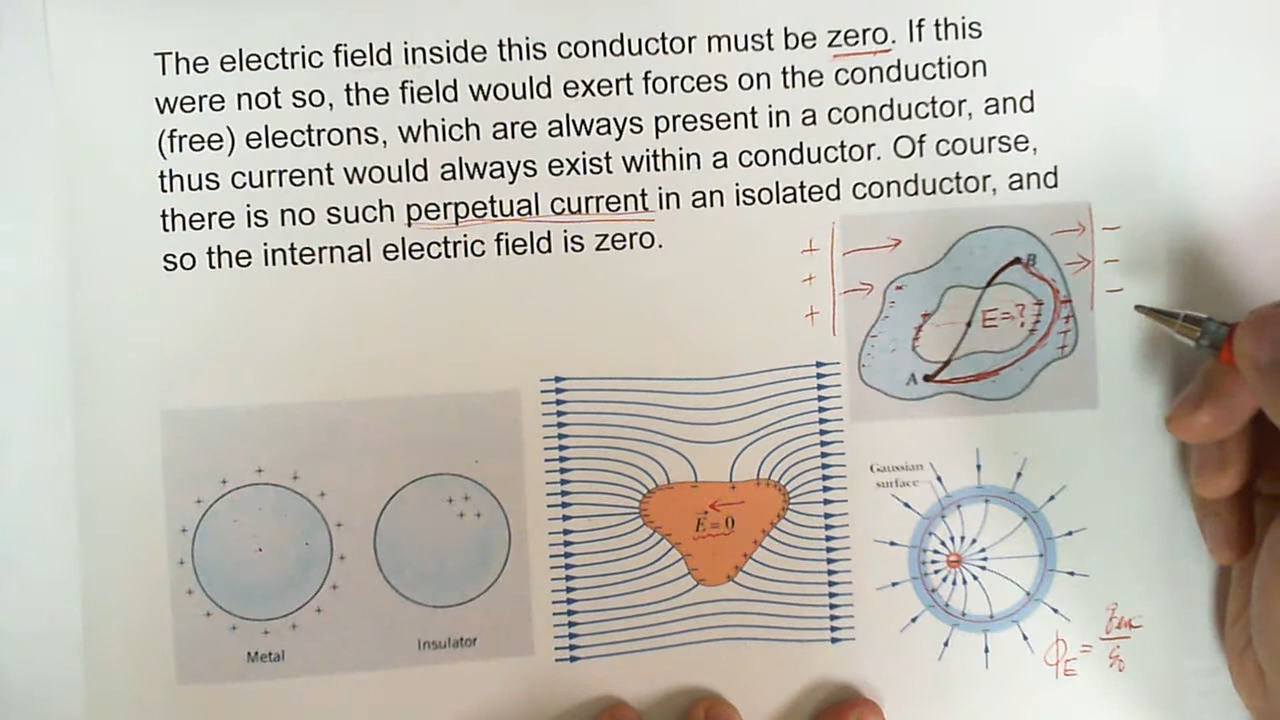 The electric field inside this conductor must be zero. If this
were not so, the field would exert forces on the conduction
(free) electrons, which are always present in a conductor, and
thus current would always exist within a conductor. Of course,
there is no such perpetual current in an isolated conductor, and
so the internal electric field is zero.
B
E=?
A
Gaussian
surface
E = 0
Metal
Insulator
ϕE =